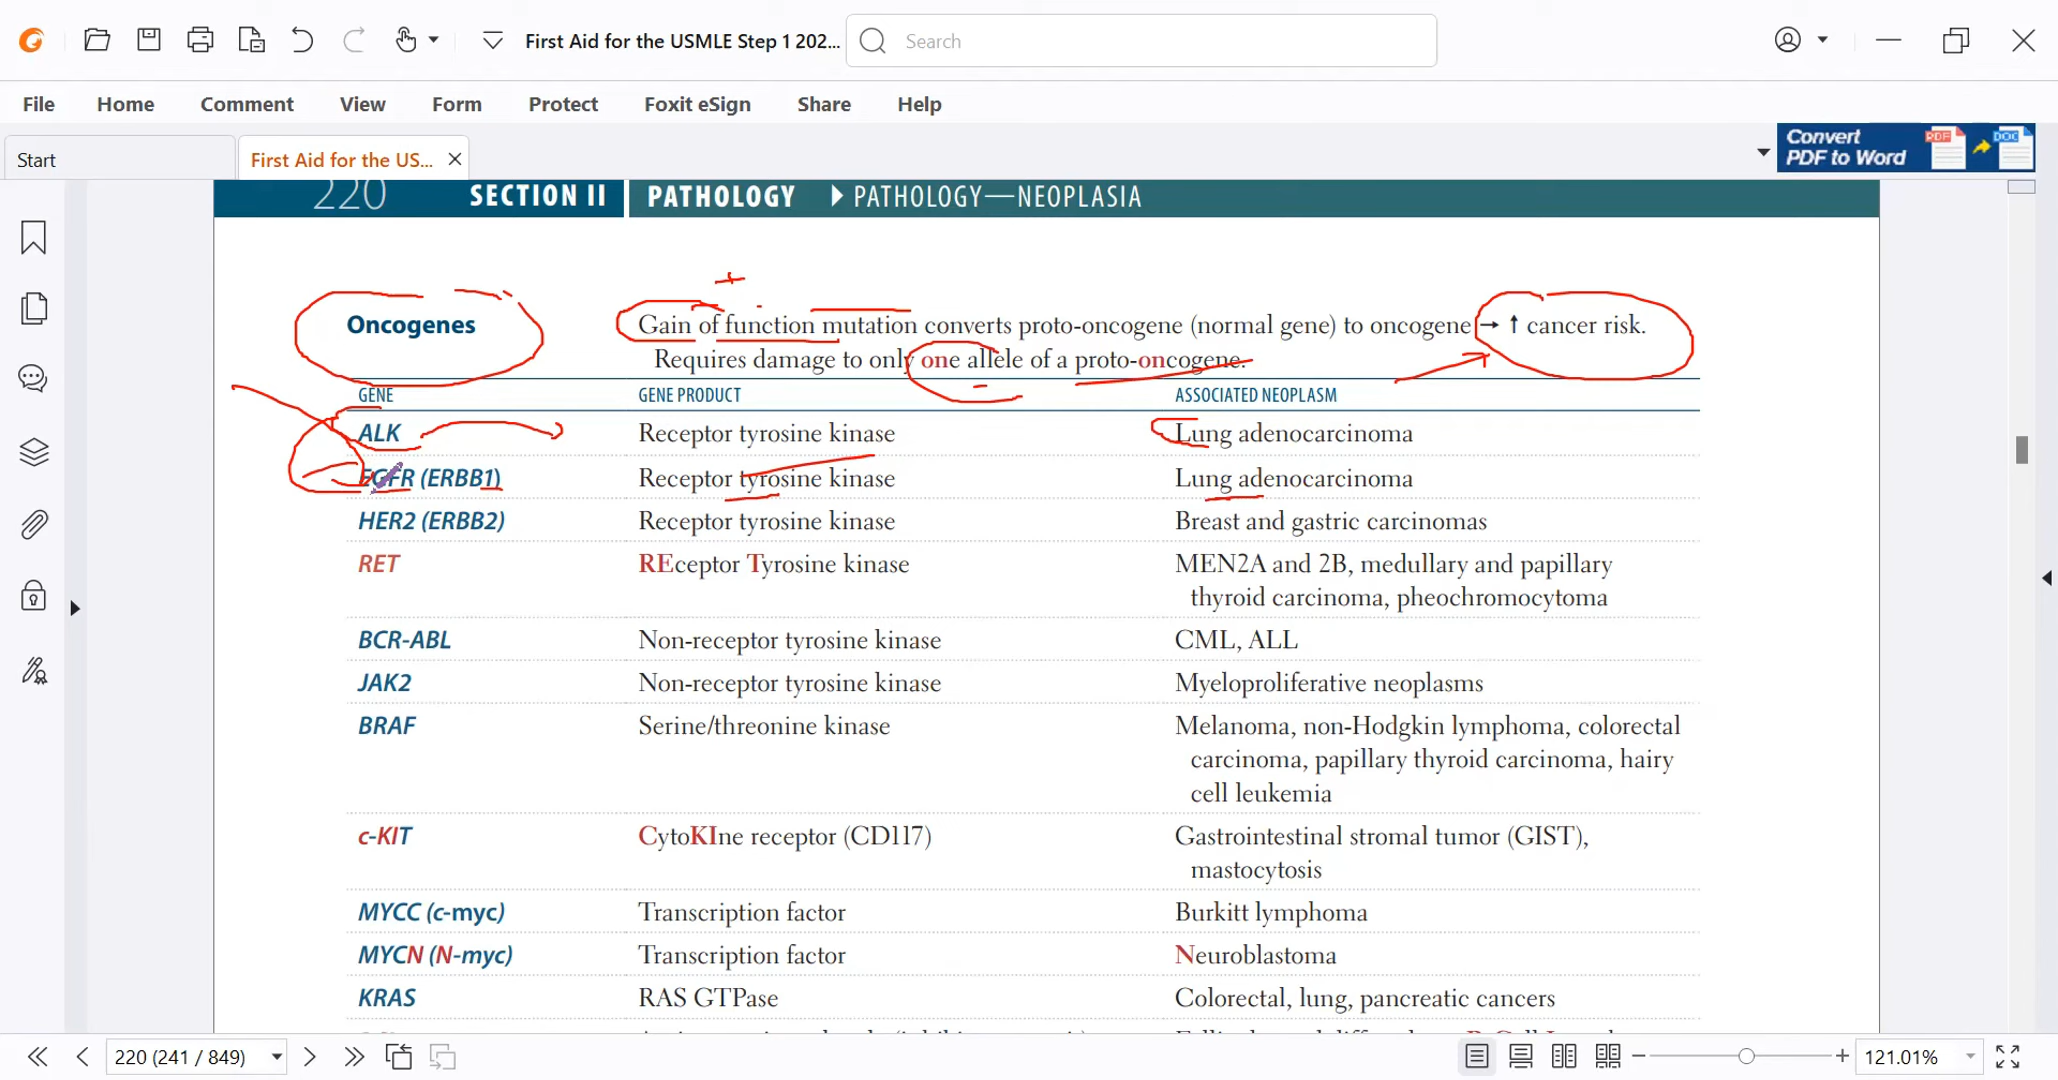 First Aid for the USMLE Step 1 202...
Search
File Home Comment View Form Protect Foxit eSign Share Help
Start
First Aid for the US...
Convert
PDF to Word
PDF
DOC
220 SECTION II PATHOLOGY PATHOLOGY—NEOPLASIA
+
Oncogenes
Gain of function mutation converts proto-oncogene (normal gene) to oncogene → ↑ cancer risk.
Requires damage to only one allele of a proto-oncogene.
GENE GENE PRODUCT ASSOCIATED NEOPLASM
ALK Receptor tyrosine kinase Lung adenocarcinoma
EGFR (ERBB1) Receptor tyrosine kinase Lung adenocarcinoma
HER2 (ERBB2) Receptor tyrosine kinase Breast and gastric carcinomas
RET REceptor Tyrosine kinase MEN2A and 2B, medullary and papillary
thyroid carcinoma, pheochromocytoma
BCR-ABL Non-receptor tyrosine kinase CML, ALL
JAK2 Non-receptor tyrosine kinase Myeloproliferative neoplasms
BRAF Serine/threonine kinase Melanoma, non-Hodgkin lymphoma, colorectal
carcinoma, papillary thyroid carcinoma, hairy
cell leukemia
c-KIT CytoKIne receptor (CD117) Gastrointestinal stromal tumor (GIST),
mastocytosis
MYCC (c-myc) Transcription factor Burkitt lymphoma
MYCN (N-myc) Transcription factor Neuroblastoma
KRAS RAS GTPase Colorectal, lung, pancreatic cancers
220 (241 / 849)
121.01%